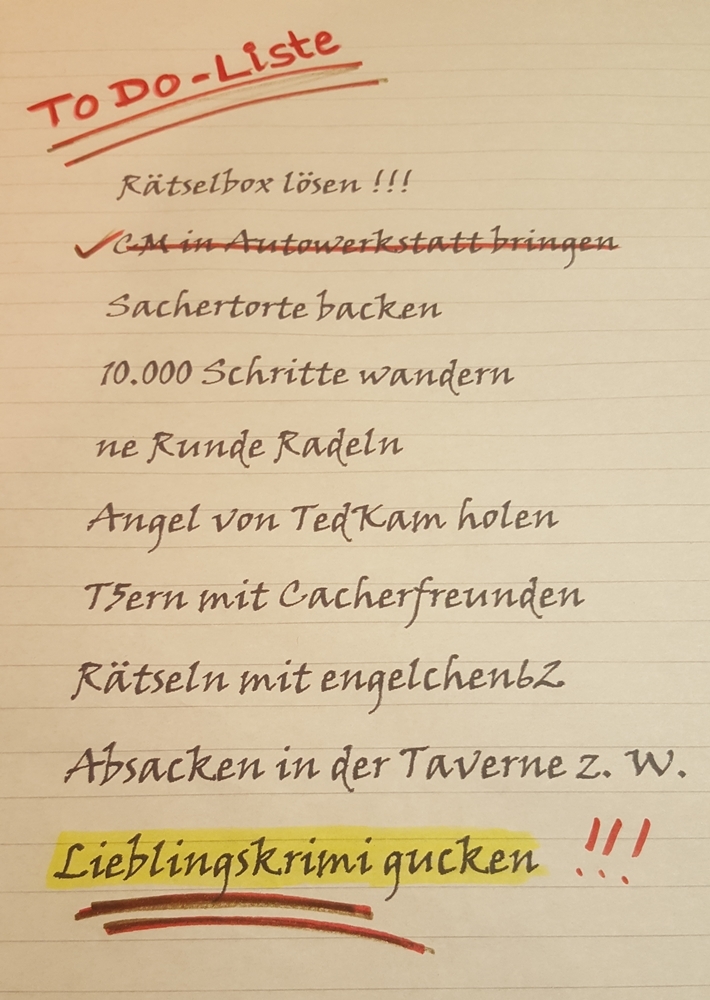 To Do-Liste
Rätselbox lösen !!!
CM in Autowerkstatt bringen
Sachertorte backen
10.000 Schritte wandern
ne Runde Radeln
Angel von TedKam holen
T5ern mit Cacherfreunden
Rätseln mit engelchen62
Absacken in der Taverne z. W.
Lieblingskrimi gucken !!!